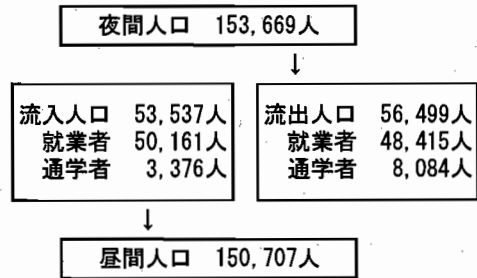 夜間人口 153,669人
↓
流入人口 53,537人
就業者 50,161人
通学者 3,376人
流出人口 56,499人
就業者 48,415人
通学者 8,084人
↓
昼間人口 150,707人